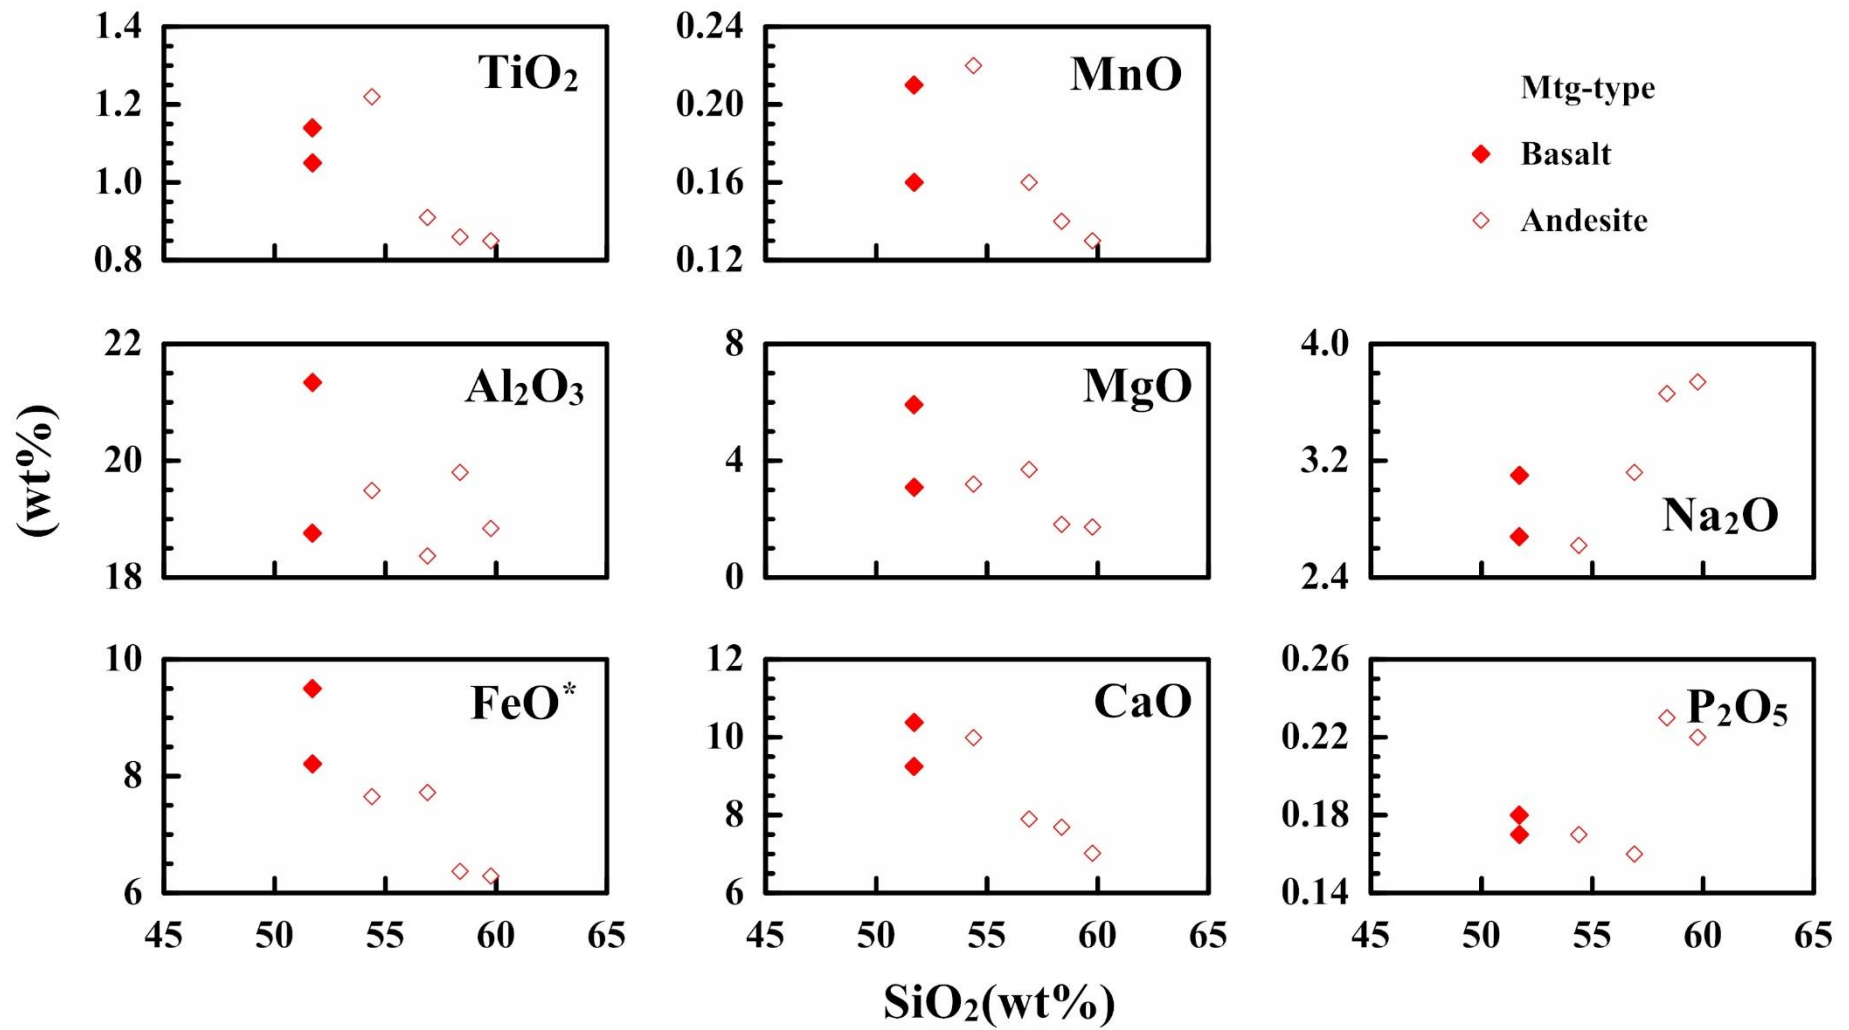 1.4
1.2
1.0
0.8
TiO₂
0.24
0.20
0.16
0.12
MnO
Mtg-type
Basalt
Andesite
22
20
18
Al₂O₃
8
4
0
MgO
4.0
3.2
2.4
Na₂O
(wt%)
10
8
6
FeO*
12
10
8
6
CaO
0.26
0.22
0.18
0.14
P₂O₅
45 50 55 60 65
45 50 55 60 65
45 50 55 60 65
SiO₂(wt%)